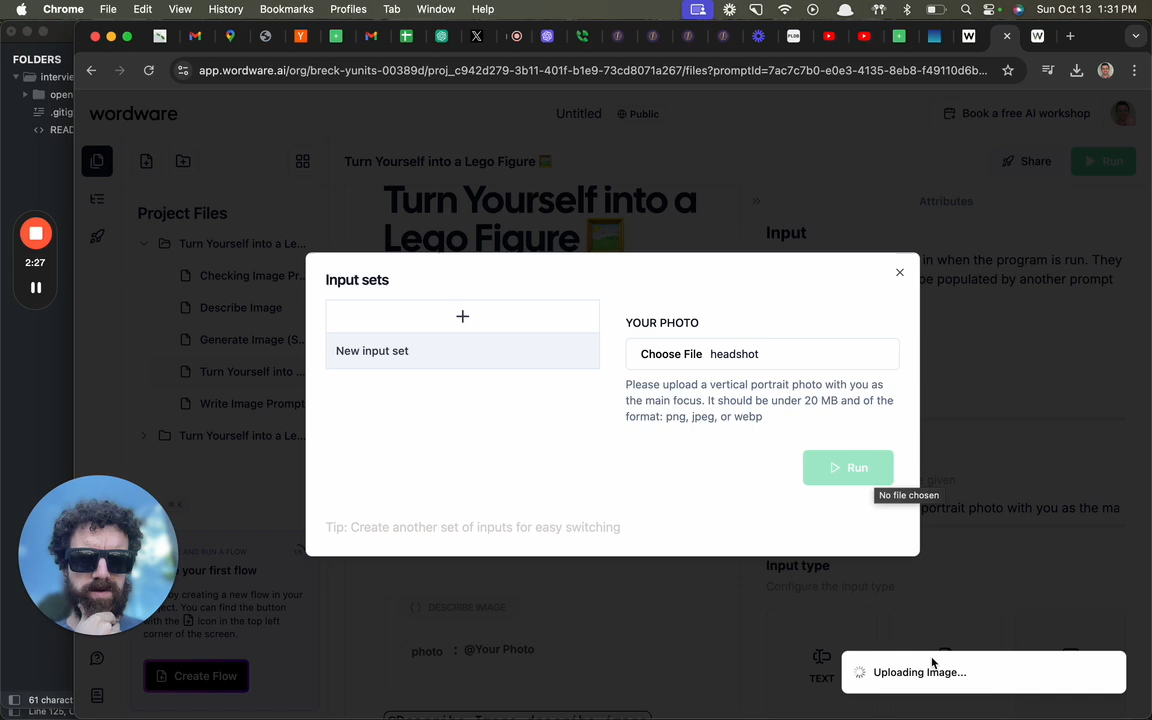 Chrome File Edit View History Bookmarks Profiles Tab Window Help
Sun Oct 13 1:31 PM
app.wordware.ai/org/breck-yunits-00389d/proj_c942d279-3b11-401f-b1e9-73cd8071a267/files?promptId=7ac7c7b0-e0e3-4135-8eb8-f49110d6b...
FOLDERS
intervie
open
.gitig
READ
2:27
wordware
Untitled
Public
Book a free AI workshop
Turn Yourself into a Lego Figure
Share
Run
Project Files
Turn Yourself into a Le...
Checking Image Pr...
Describe Image
Generate Image (S...
Turn Yourself into ...
Write Image Prompt
Turn Yourself into a Le...
Turn Yourself into a
Lego Figure
Attributes
Input
in when the program is run. They
be populated by another prompt
Input sets
New input set
YOUR PHOTO
Choose File headshot
Please upload a vertical portrait photo with you as
the main focus. It should be under 20 MB and of the
format: png, jpeg, or webp
Run
No file chosen
Tip: Create another set of inputs for easy switching
given
portrait photo with you as the ma
Input type
Configure the input type
TEXT
Uploading Image...
AND RUN A FLOW
your first flow
by creating a new flow in your
project. You can find the button
with the icon in the top left
corner of the screen.
Create Flow
DESCRIBE IMAGE
photo : @Your Photo
61 charact
Line 125,